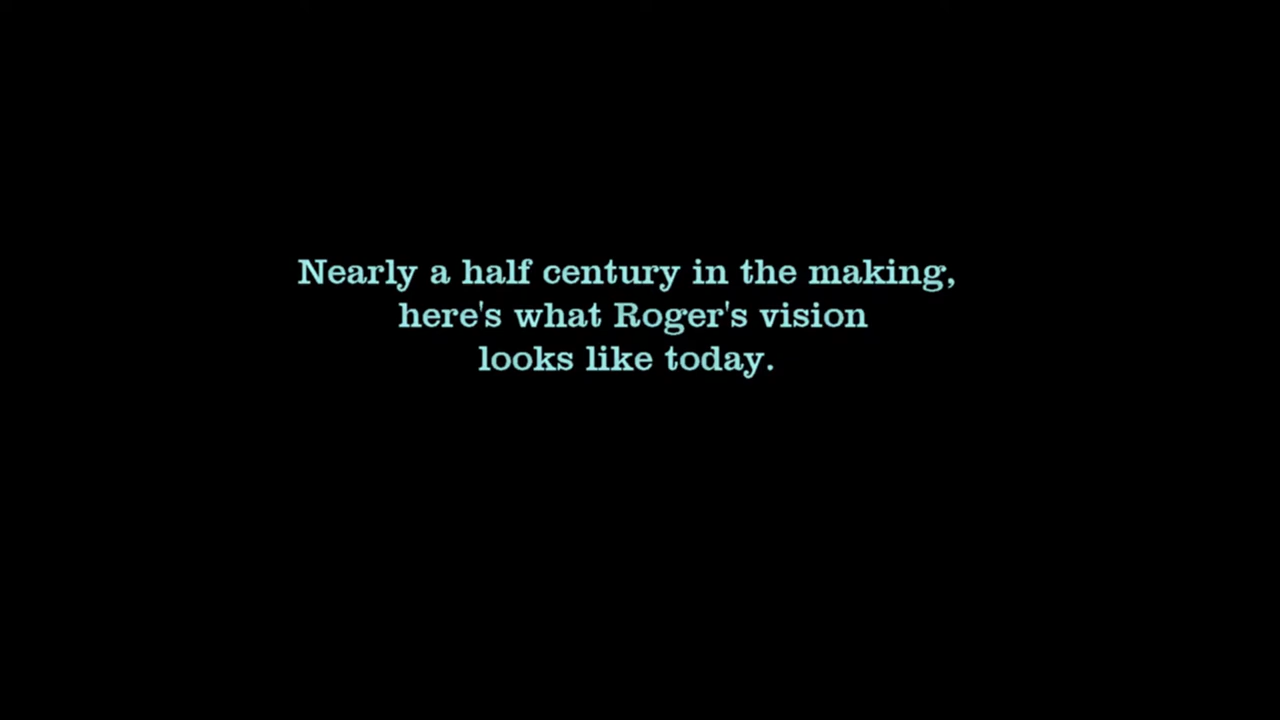 Nearly a half century in the making,
here's what Roger's vision
looks like today.